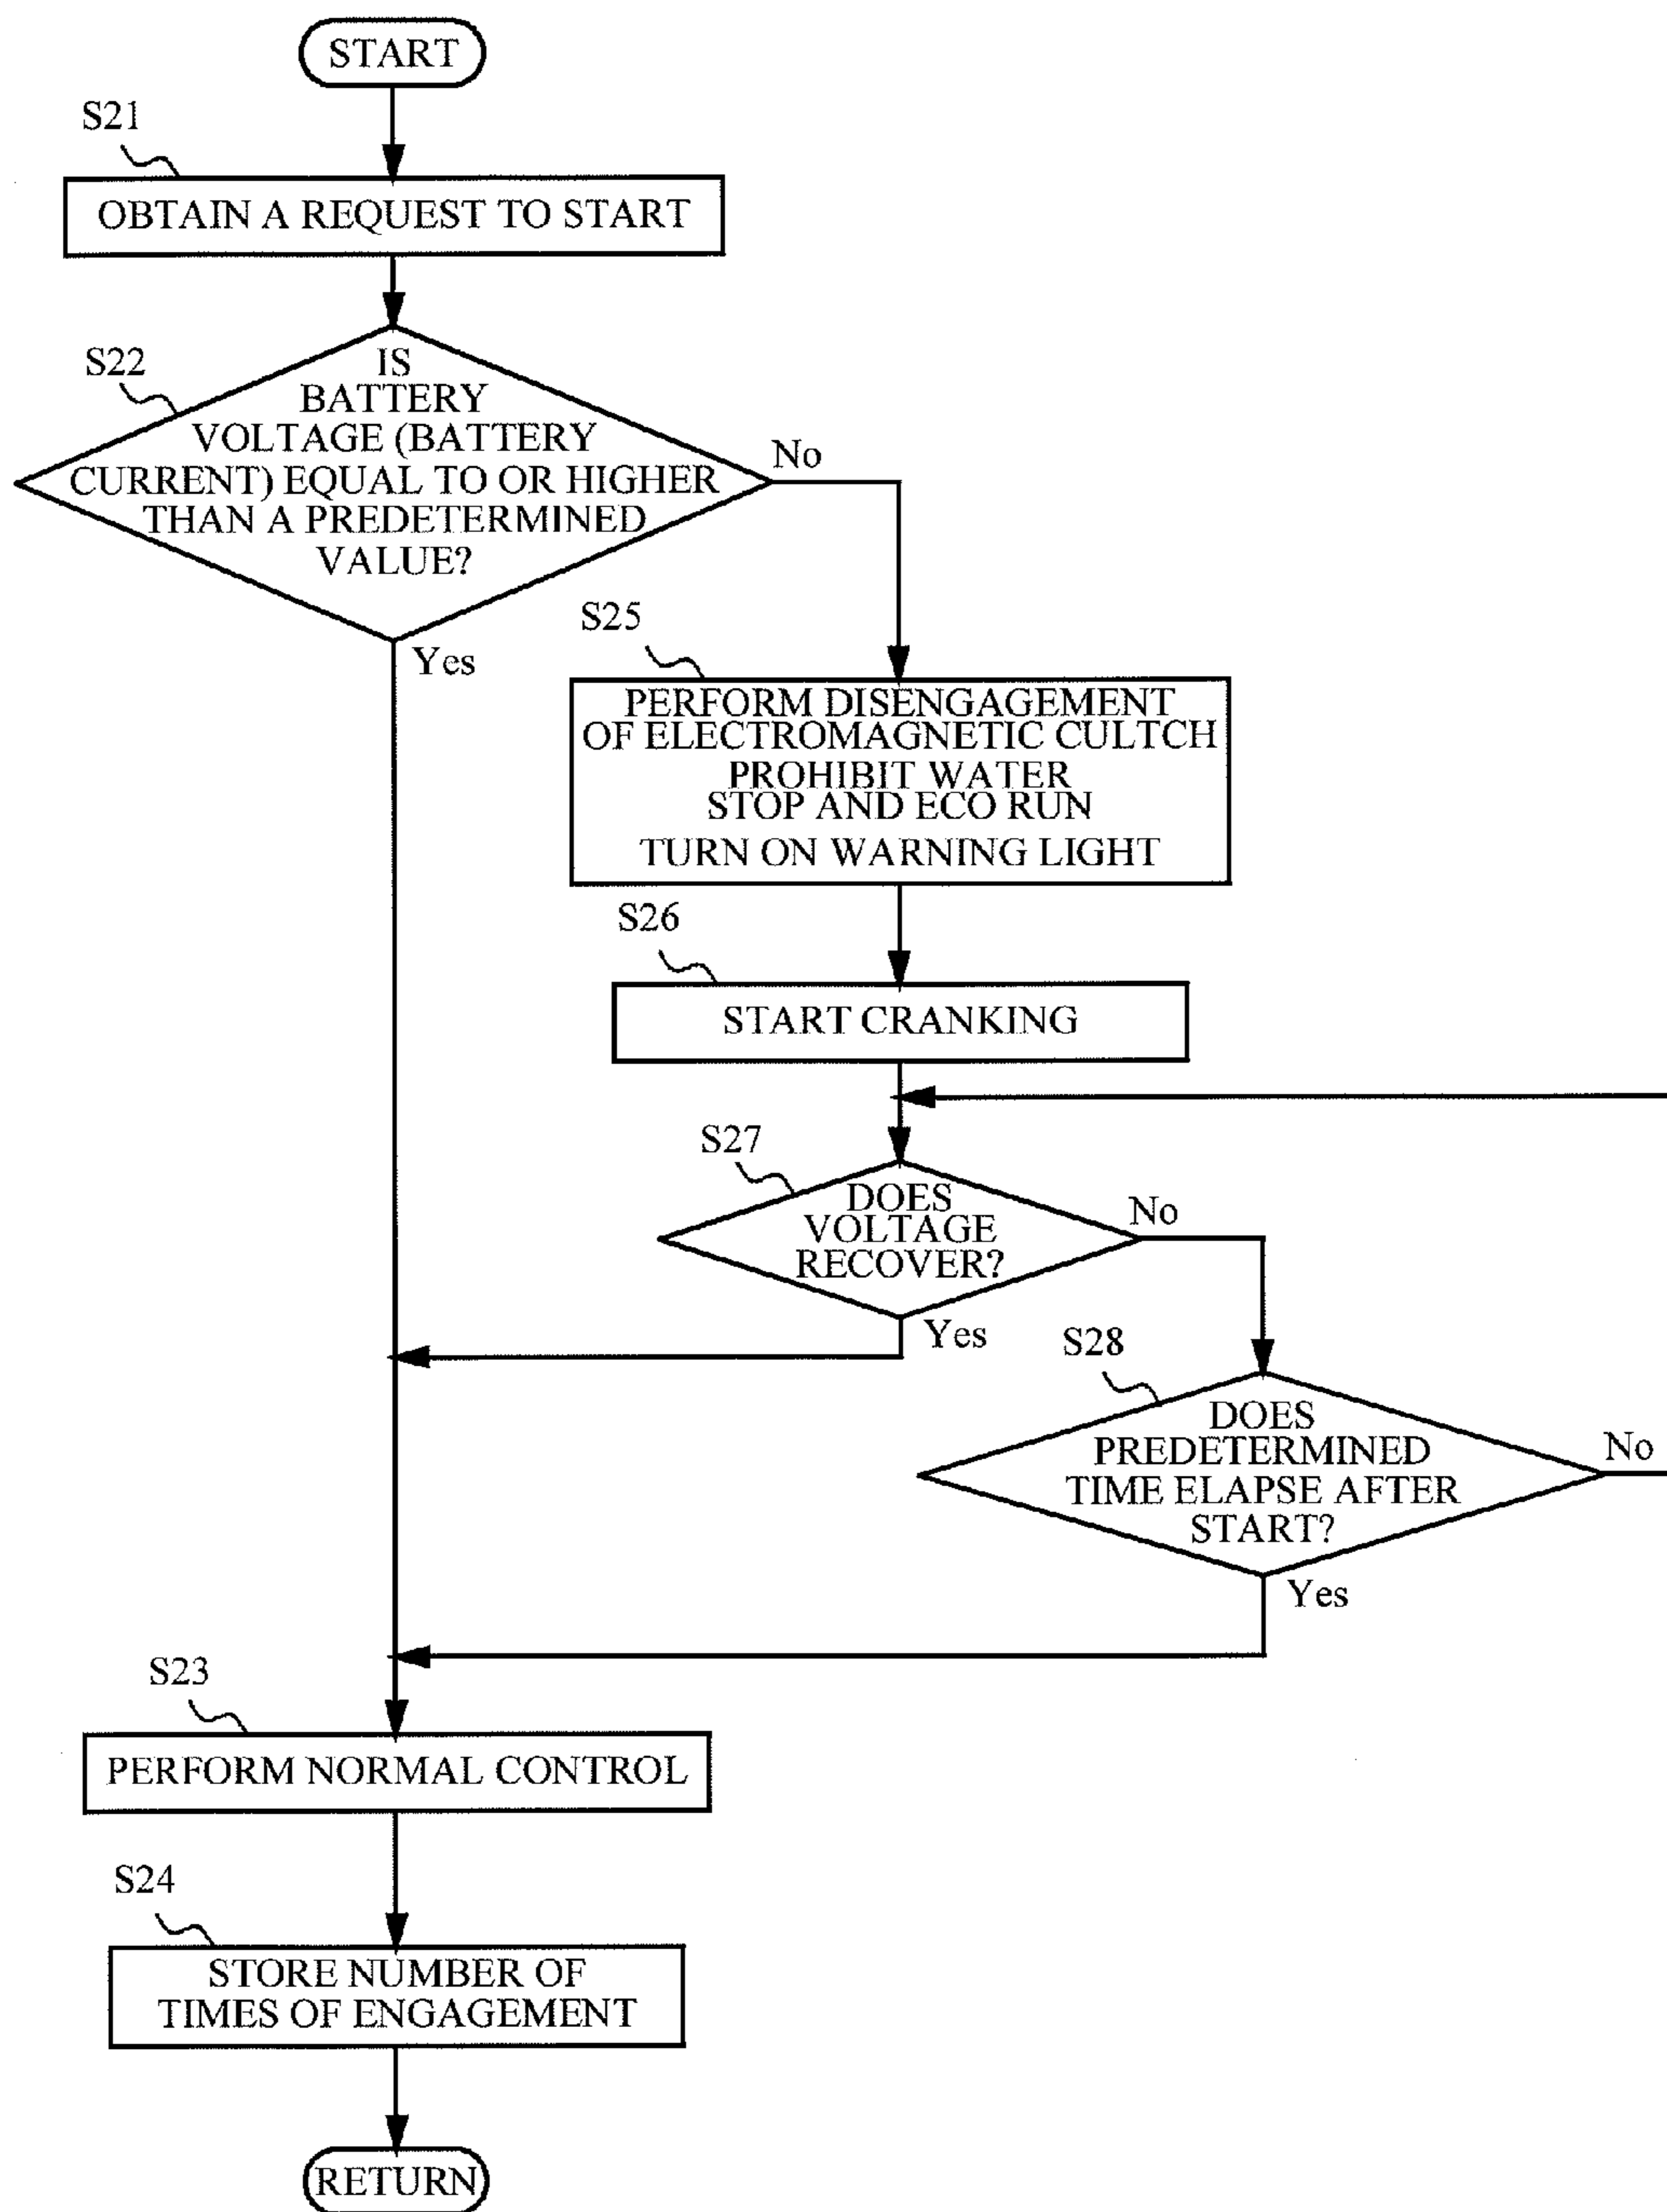 START
S21
OBTAIN A REQUEST TO START
S22
IS
BATTERY
VOLTAGE (BATTERY
CURRENT) EQUAL TO OR HIGHER
THAN A PREDETERMINED
VALUE?
No
Yes
S25
PERFORM DISENGAGEMENT
OF ELECTROMAGNETIC CULTCH
PROHIBIT WATER
STOP AND ECO RUN
TURN ON WARNING LIGHT
S26
START CRANKING
S27
DOES
VOLTAGE
RECOVER?
No
Yes
S28
DOES
PREDETERMINED
TIME ELAPSE AFTER
START?
No
Yes
S23
PERFORM NORMAL CONTROL
S24
STORE NUMBER OF
TIMES OF ENGAGEMENT
RETURN